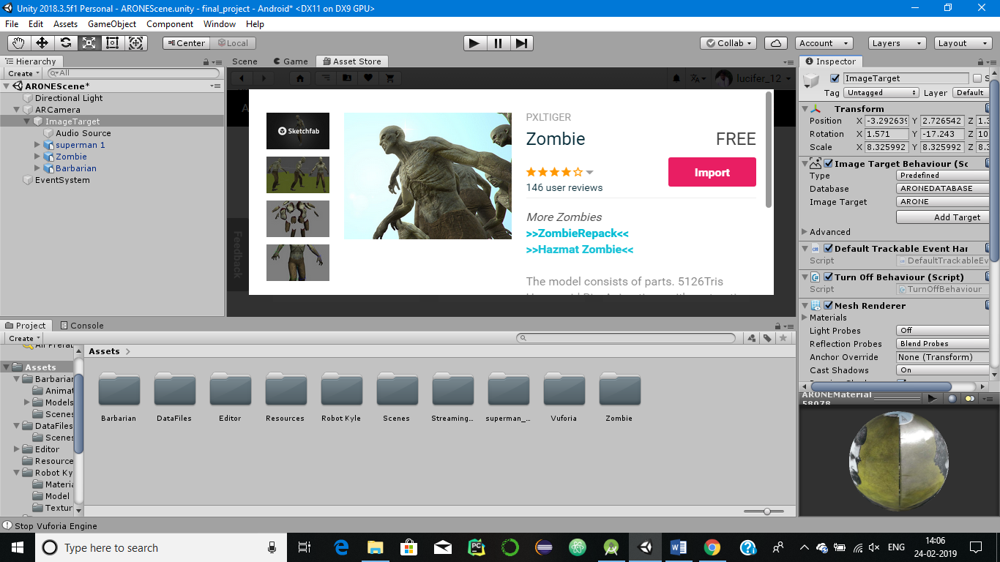 Unity 2018.3.5f1 Personal - ARONEScene.unity - final_project - Android* <DX11 on DX9 GPU>
File Edit Assets GameObject Component Window Help
Center Local Collab Account Layers Layout
Hierarchy
Create All
ARONEScene*
Directional Light
ARCamera
ImageTarget
Audio Source
superman 1
Zombie
Barbarian
EventSystem
Scene Game Asset Store
lucifer_12
Feedback
Sketchfab
PXLTIGER
Zombie FREE
Import
146 user reviews
More Zombies
>>ZombieRepack<<
>>Hazmat Zombie<<
The model consists of parts. 5126Tris
Inspector
ImageTarget S
Tag Untagged Layer Default
Transform
Position X -3.292639 Y 2.726542 Z 1.3
Rotation X 1.571 Y -17.243 Z 10
Scale X 8.325992 Y 8.325992 Z 8.3
Image Target Behaviour (Sc
Type Predefined
Database ARONEDATABASE
Image Target ARONE
Add Target
Advanced
Default Trackable Event Har
Script DefaultTrackableEv
Turn Off Behaviour (Script)
Script TurnOffBehaviour
Mesh Renderer
Materials
Light Probes Off
Reflection Probes Blend Probes
Anchor Override None (Transform)
Cast Shadows On
ARONEMaterial
58078
Project Console
Create
All Prefab
Assets
Barbarian
Animat
Models
Scenes
DataFiles
Scenes
Editor
Resource
Robot Ky
Materia
Model
Textur
Assets
Barbarian DataFiles Editor Resources Robot Kyle Scenes Streaming... superman_... Vuforia Zombie
Stop Vuforia Engine
Type here to search
ENG
14:06
24-02-2019